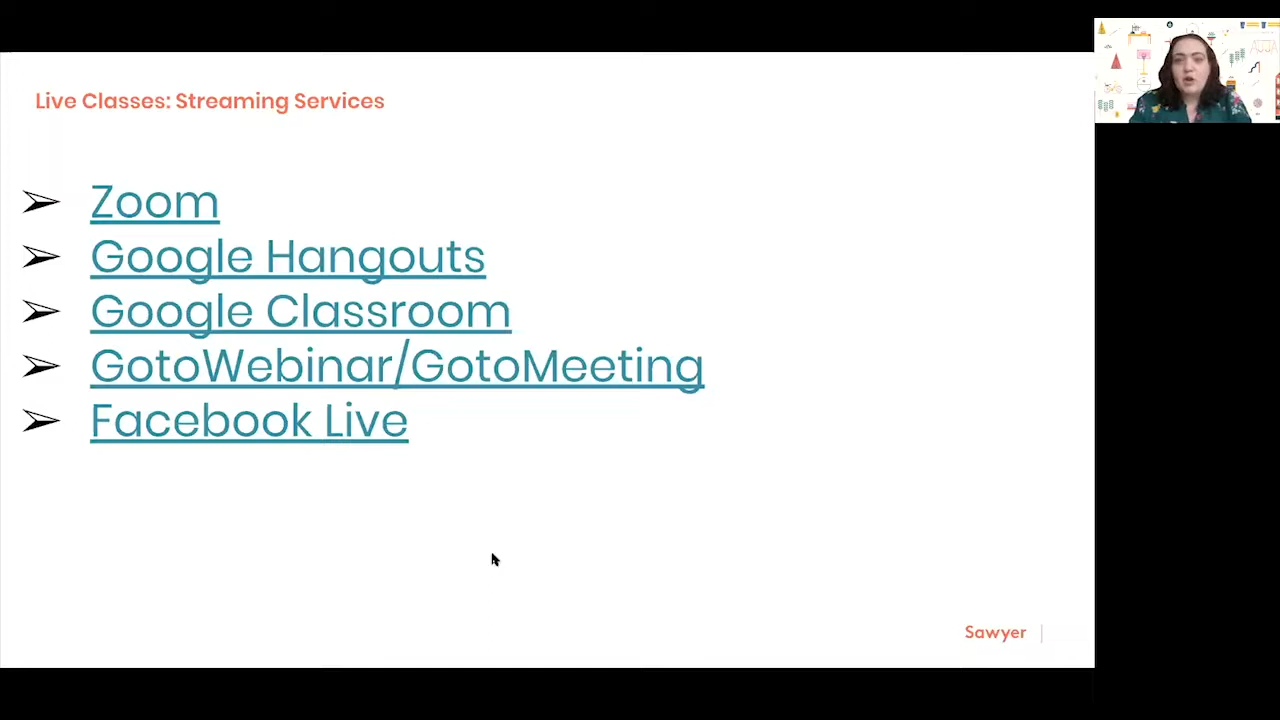 Live Classes: Streaming Services
➢ Zoom
➢ Google Hangouts
➢ Google Classroom
➢ GotoWebinar/GotoMeeting
➢ Facebook Live
Sawyer